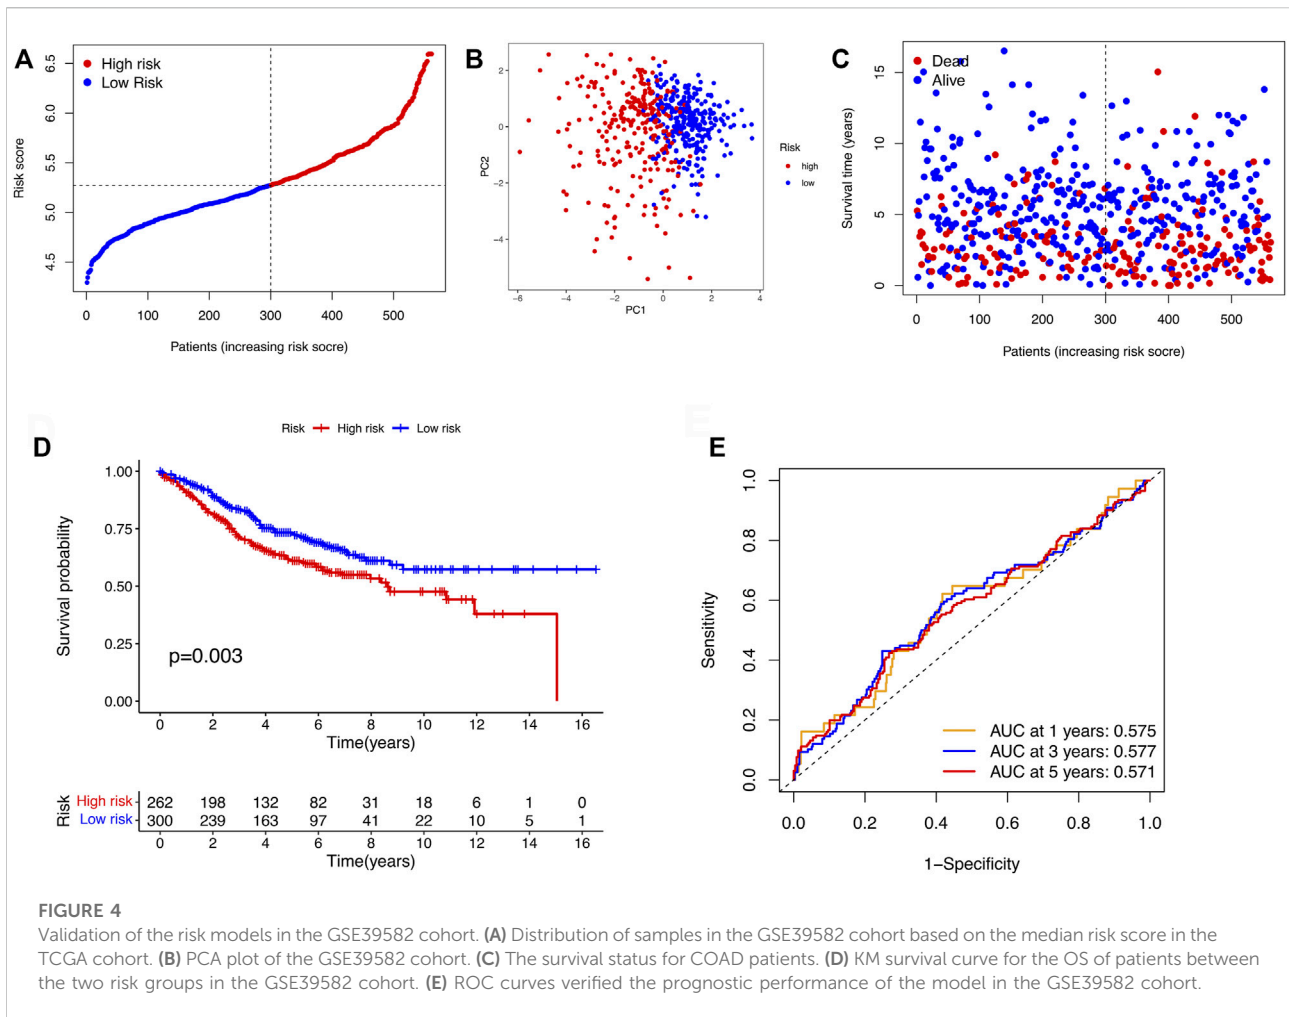 A
High risk
Low Risk
Risk score
6.5
6.0
5.5
5.0
4.5
0 100 200 300 400 500
Patients (increasing risk socre)
B
PC2
2
0
−2
−4
−6 −4 −2 0 2 4
PC1
Risk
high
low
C
Dead
Alive
Survival time (years)
15
10
5
0
0 100 200 300 400 500
Patients (increasing risk socre)
D
Risk High risk Low risk
Survival probability
1.00
0.75
0.50
0.25
0.00
p=0.003
0 2 4 6 8 10 12 14 16
Time(years)
Risk
High risk 262 198 132 82 31 18 6 1 0
Low risk 300 239 163 97 41 22 10 5 1
0 2 4 6 8 10 12 14 16
Time(years)
E
Sensitivity
1.0
0.8
0.6
0.4
0.2
0.0
AUC at 1 years: 0.575
AUC at 3 years: 0.577
AUC at 5 years: 0.571
0.0 0.2 0.4 0.6 0.8 1.0
1−Specificity
FIGURE 4
Validation of the risk models in the GSE39582 cohort. (A) Distribution of samples in the GSE39582 cohort based on the median risk score in the
TCGA cohort. (B) PCA plot of the GSE39582 cohort. (C) The survival status for COAD patients. (D) KM survival curve for the OS of patients between
the two risk groups in the GSE39582 cohort. (E) ROC curves verified the prognostic performance of the model in the GSE39582 cohort.